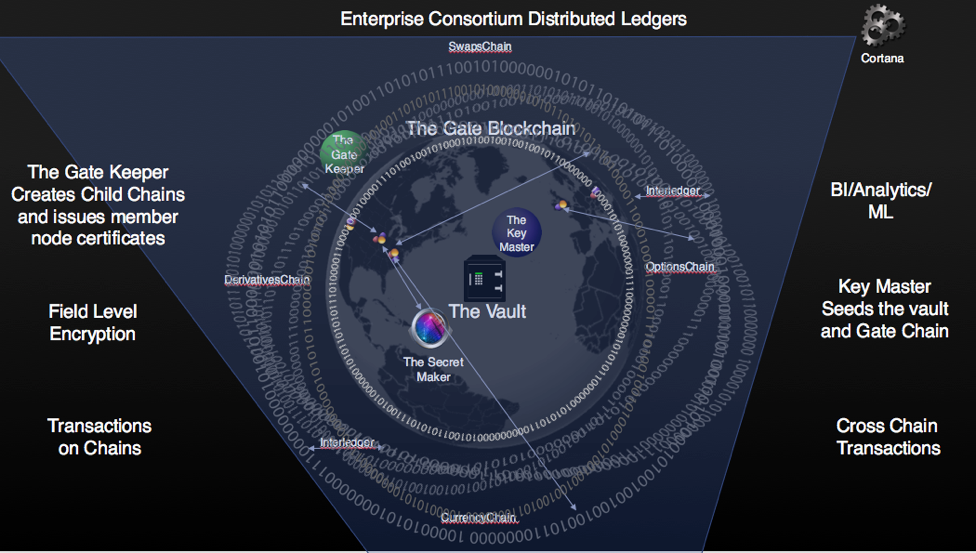 Enterprise Consortium Distributed Ledgers
Cortana
SwapsChain
The Gate Blockchain
The
Gate
Keeper
The Gate Keeper
Creates Child Chains
and issues member
node certificates
Interledger
BI/Analytics/
ML
The
Key
Master
DerivativesChain
OptionsChain
The Vault
Field Level
Encryption
Key Master
Seeds the vault
and Gate Chain
The Secret
Maker
Transactions
on Chains
Interledger
Cross Chain
Transactions
CurrencyChain